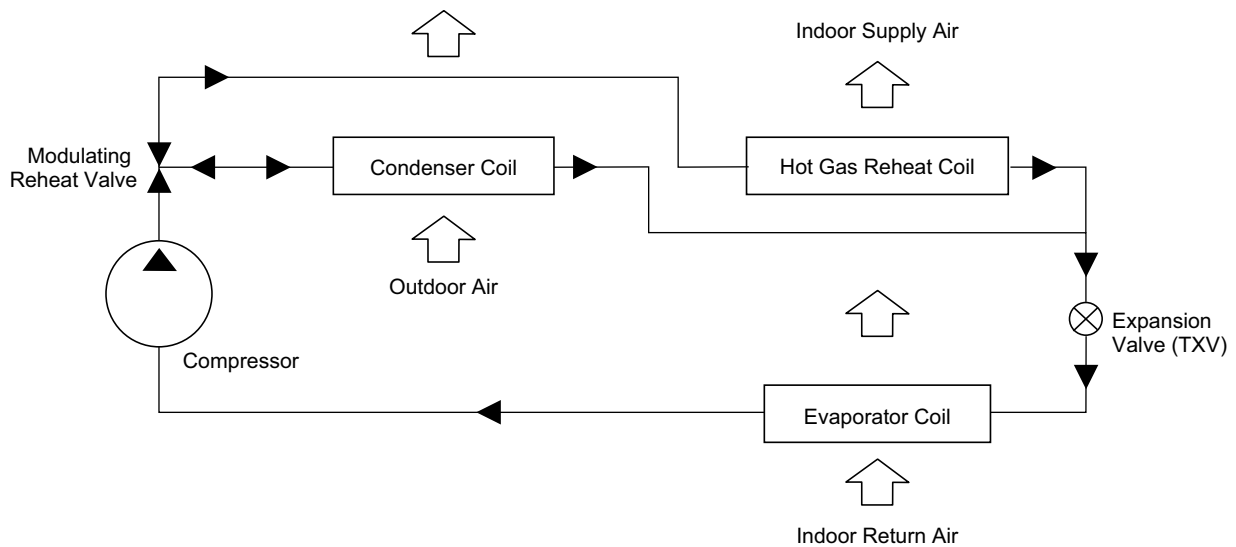 Indoor Supply Air
Modulating
Reheat Valve
Condenser Coil
Hot Gas Reheat Coil
Outdoor Air
Expansion
Valve (TXV)
Compressor
Evaporator Coil
Indoor Return Air